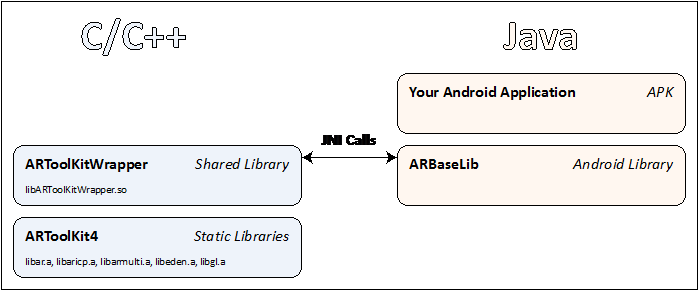 C/C++
Java
Your Android Application APK
JNI Calls
ARToolKitWrapper Shared Library
libARToolKitWrapper.so
ARBaseLib Android Library
ARToolKit4 Static Libraries
libar.a, libaricp.a, libarmulti.a, libeden.a, libgl.a